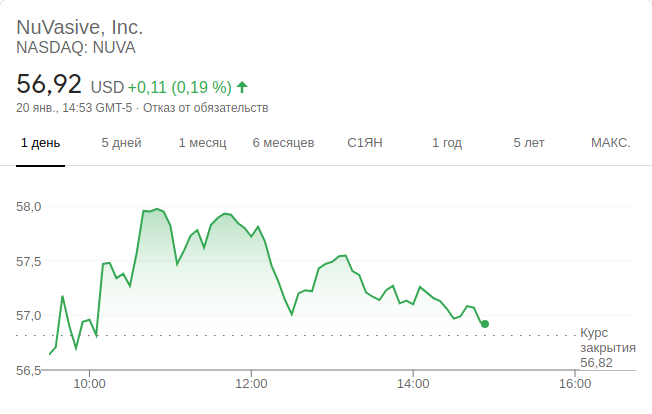 NuVasive, Inc.
NASDAQ: NUVA
56,92 USD +0,11 (0,19 %)
20 янв., 14:53 GMT-5 · Отказ от обязательств
1 день 5 дней 1 месяц 6 месяцев С1ЯН 1 год 5 лет МАКС.
58,0
57,5
57,0
Курс
закрытия
56,82
56,5
10:00 12:00 14:00 16:00